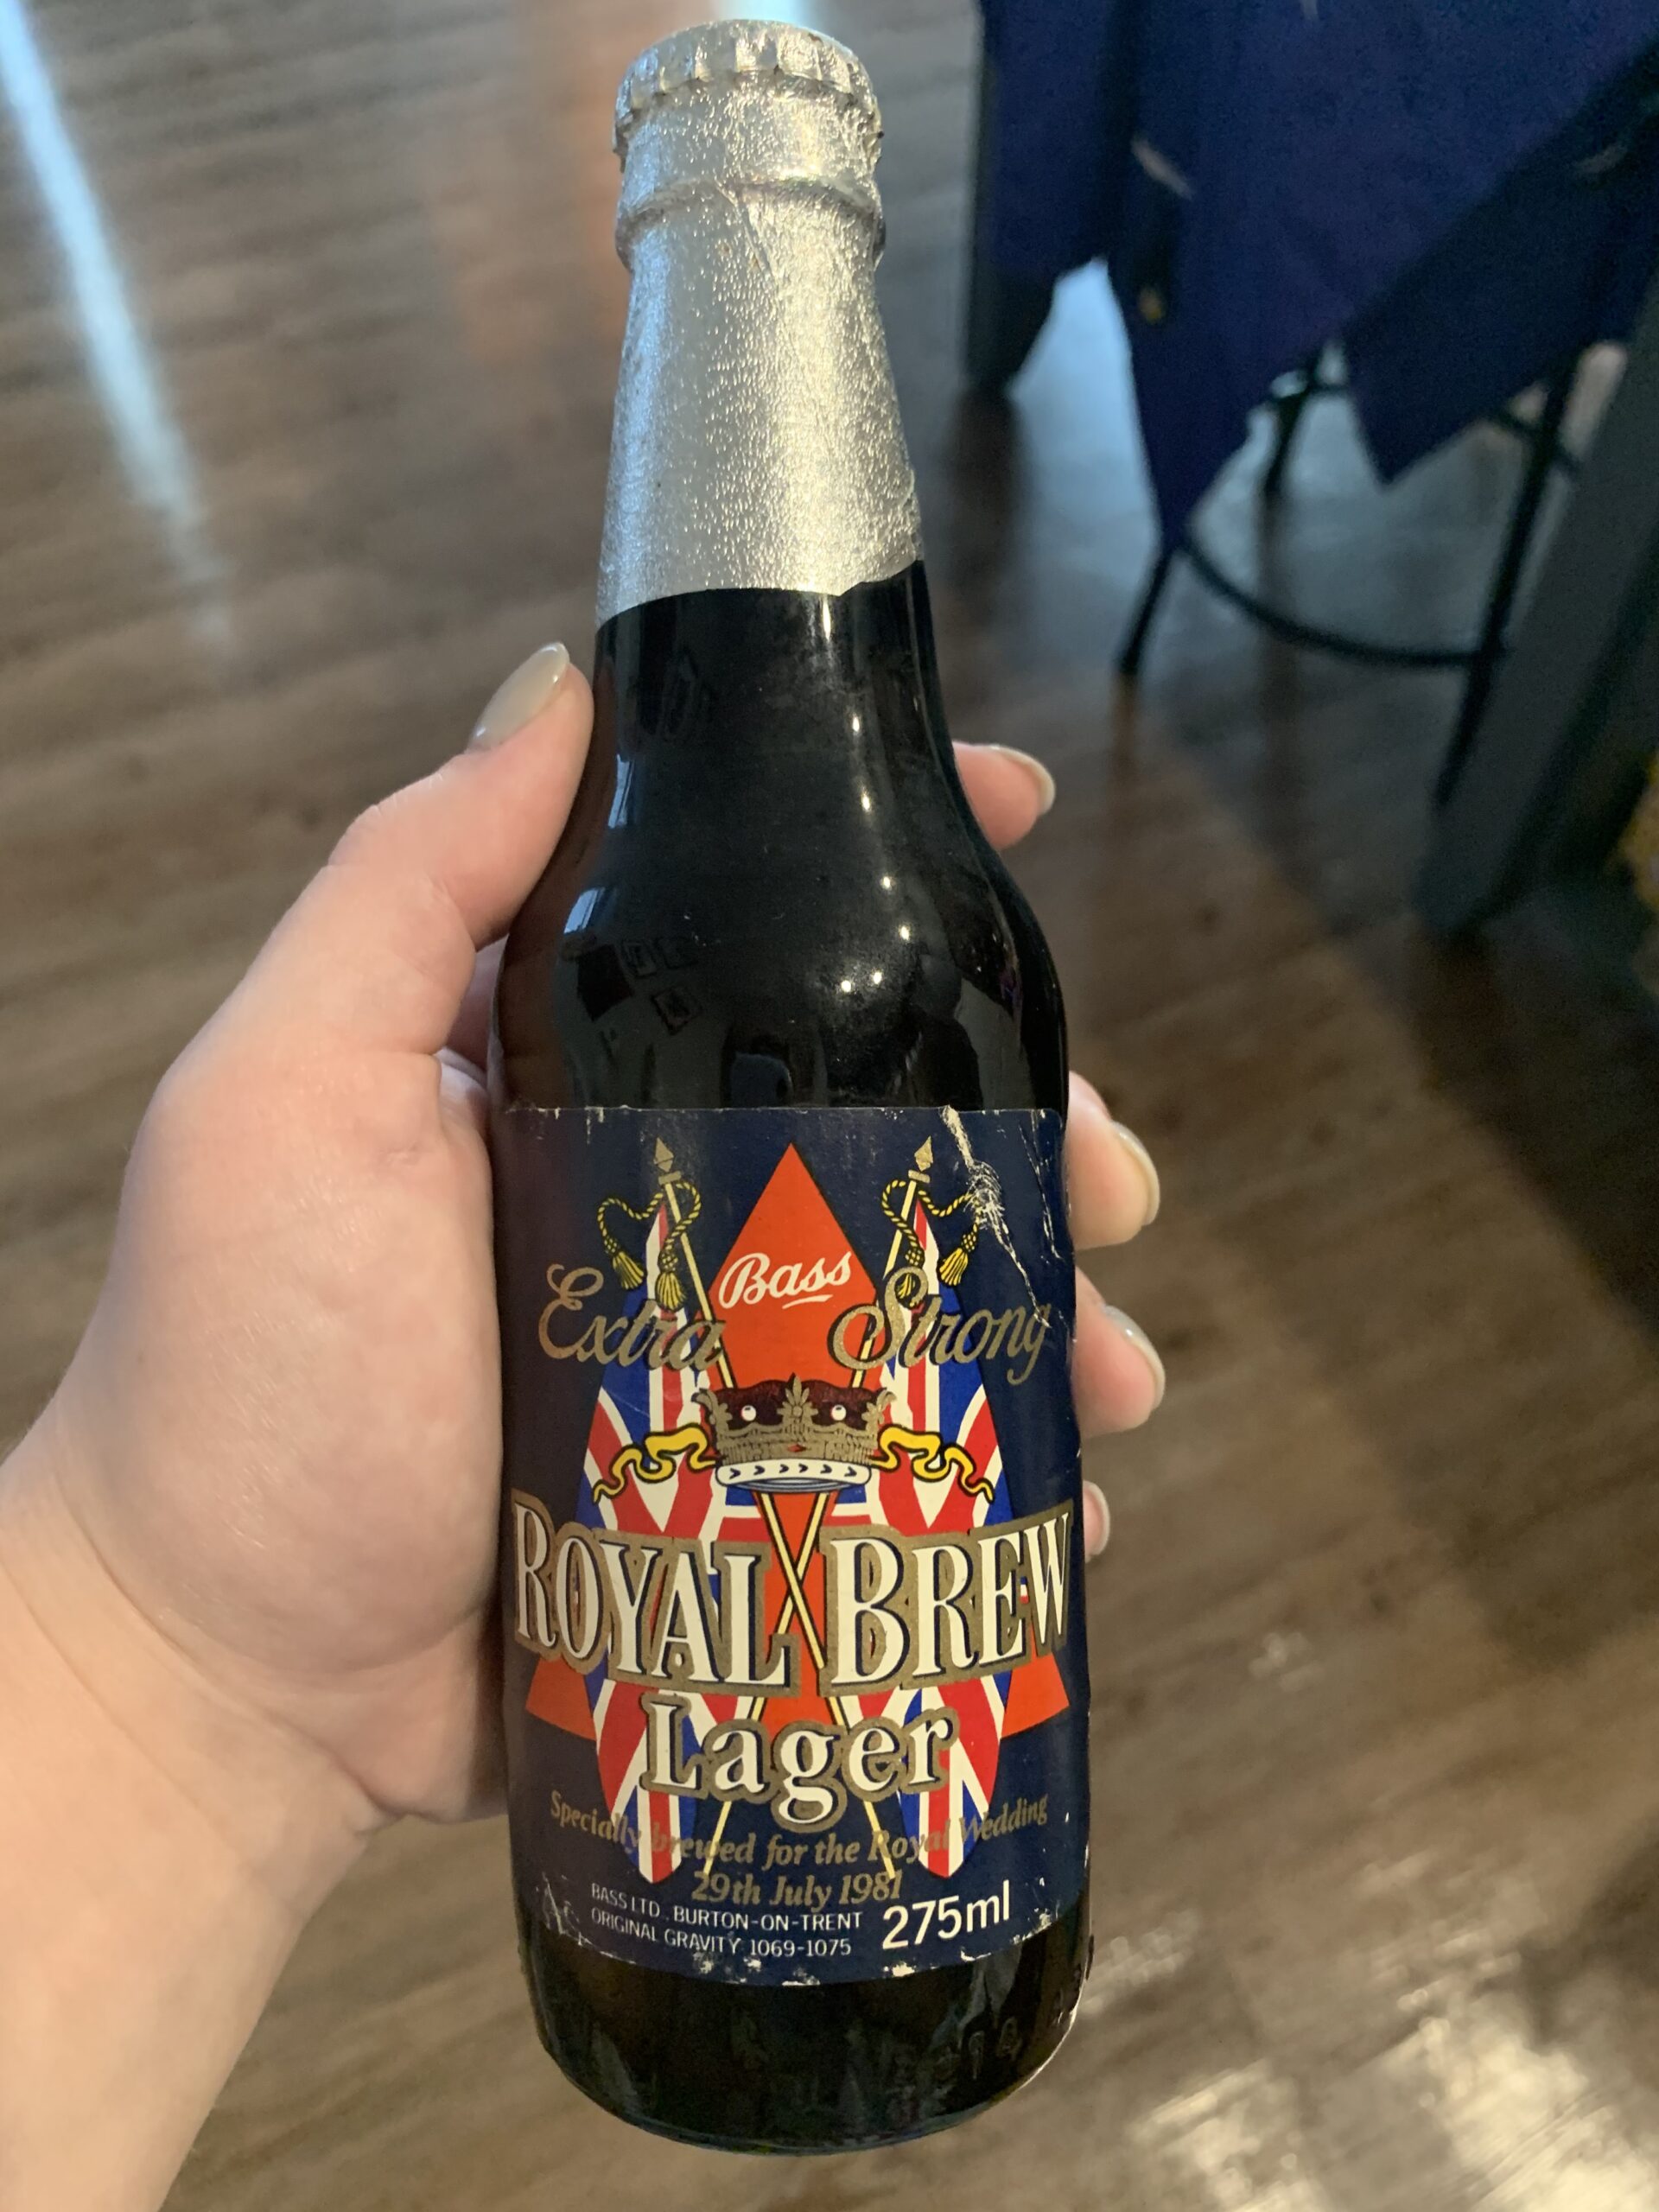 Bass
Extra Strong
ROYAL BREW
Lager
Specially brewed for the Royal Wedding
29th July 1981
BASS LTD. BURTON-ON-TRENT
ORIGINAL GRAVITY 1069-1075
275ml